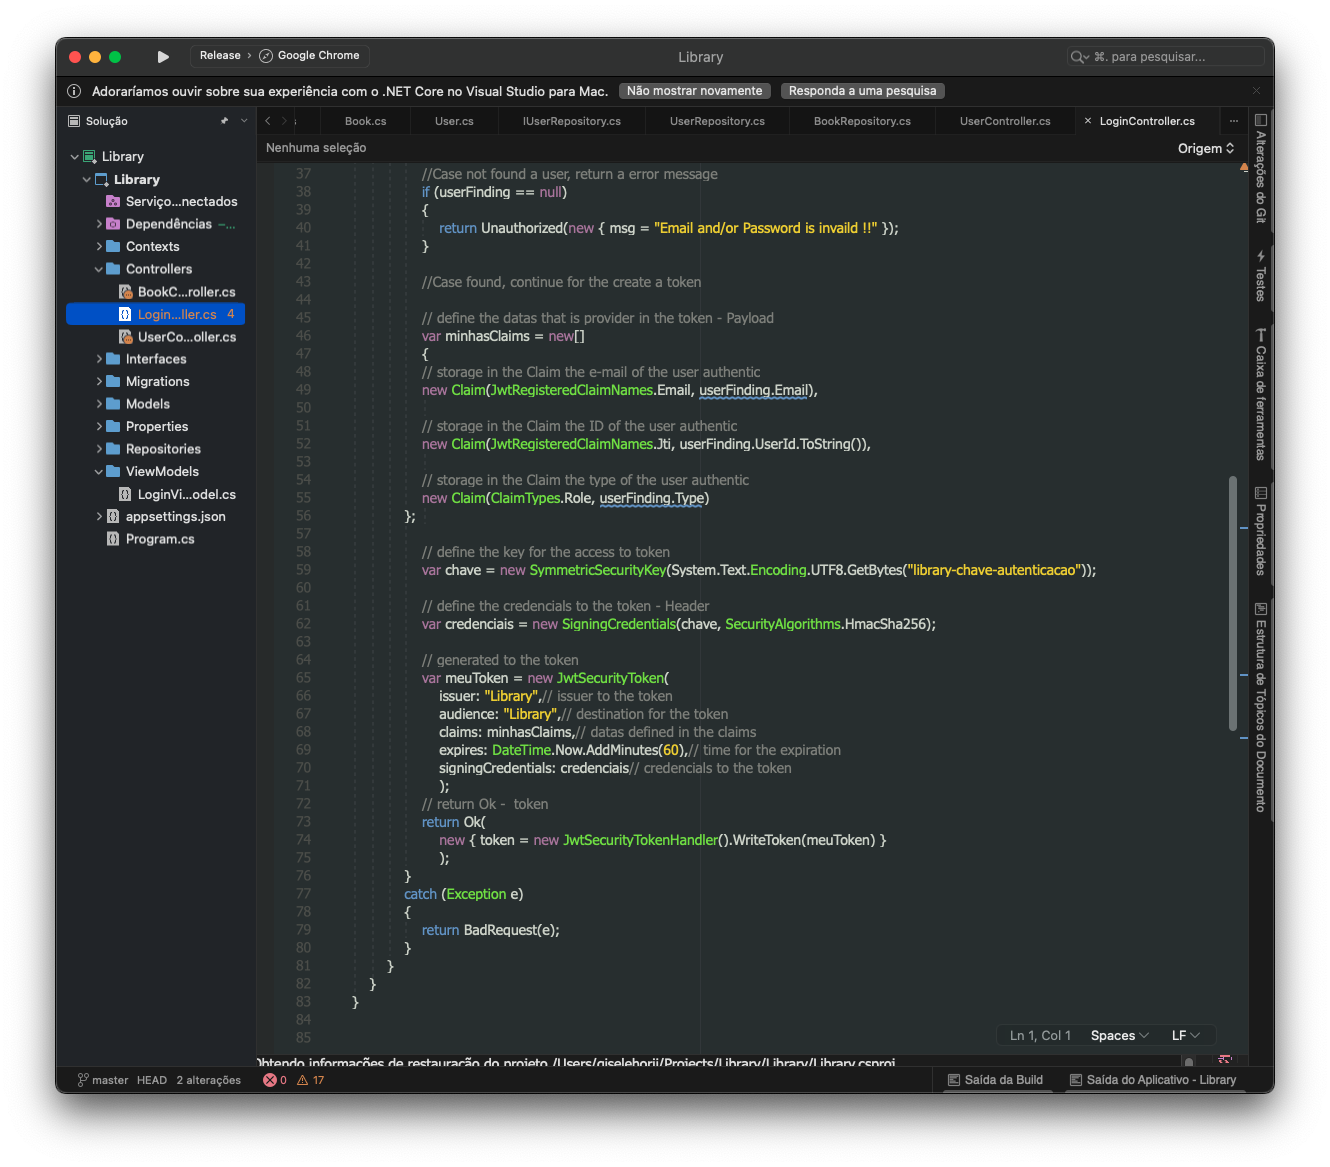 Release › Google Chrome
Library
⌘. para pesquisar...
Adoraríamos ouvir sobre sua experiência com o .NET Core no Visual Studio para Mac.
Não mostrar novamente
Responda a uma pesquisa
Solução
Book.cs
User.cs
IUserRepository.cs
UserRepository.cs
BookRepository.cs
UserController.cs
LoginController.cs
Nenhuma seleção
Origem
Library
Library
Serviço...nectados
Dependências
Contexts
Controllers
BookC...roller.cs
Login...ller.cs 4
UserCo...oller.cs
Interfaces
Migrations
Models
Properties
Repositories
ViewModels
LoginVi...odel.cs
appsettings.json
Program.cs
37 //Case not found a user, return a error message
38 if (userFinding == null)
39 {
40 return Unauthorized(new { msg = "Email and/or Password is invaild !!" });
41 }
42
43 //Case found, continue for the create a token
44
45 // define the datas that is provider in the token - Payload
46 var minhasClaims = new[]
47 {
48 // storage in the Claim the e-mail of the user authentic
49 new Claim(JwtRegisteredClaimNames.Email, userFinding.Email),
50
51 // storage in the Claim the ID of the user authentic
52 new Claim(JwtRegisteredClaimNames.Jti, userFinding.UserId.ToString()),
53
54 // storage in the Claim the type of the user authentic
55 new Claim(ClaimTypes.Role, userFinding.Type)
56 };
57
58 // define the key for the access to token
59 var chave = new SymmetricSecurityKey(System.Text.Encoding.UTF8.GetBytes("library-chave-autenticacao"));
60
61 // define the credencials to the token - Header
62 var credenciais = new SigningCredentials(chave, SecurityAlgorithms.HmacSha256);
63
64 // generated to the token
65 var meuToken = new JwtSecurityToken(
66 issuer: "Library",// issuer to the token
67 audience: "Library",// destination for the token
68 claims: minhasClaims,// datas defined in the claims
69 expires: DateTime.Now.AddMinutes(60),// time for the expiration
70 signingCredentials: credenciais// credencials to the token
71 );
72 // return Ok -  token
73 return Ok(
74 new { token = new JwtSecurityTokenHandler().WriteToken(meuToken) }
75 );
76 }
77 catch (Exception e)
78 {
79 return BadRequest(e);
80 }
81 }
82 }
83 }
84
85
Alterações do Git
Testes
Caixa de ferramentas
Propriedades
Estrutura de Tópicos do Documento
Ln 1, Col 1
Spaces
LF
Obtendo informações de restauração do projeto /Users/giselehorii/Projects/Library/Library/Library.csproj
master HEAD 2 alterações
0
17
Saída da Build
Saída do Aplicativo - Library